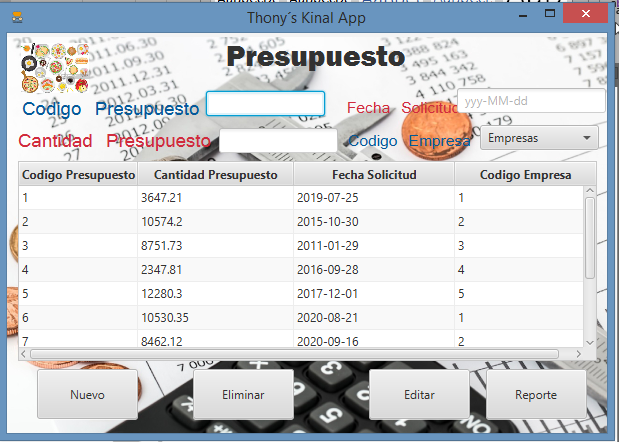 Thony´s Kinal App
Presupuesto
Codigo Presupuesto Fecha Solicitud yyy-MM-dd
Cantidad Presupuesto Codigo Empresa Empresas
Codigo Presupuesto Cantidad Presupuesto Fecha Solicitud Codigo Empresa
1 3647.21 2019-07-25 1
2 10574.2 2015-10-30 2
3 8751.73 2011-01-29 3
4 2347.81 2016-09-28 4
5 12280.3 2017-12-01 5
6 10530.35 2020-08-21 1
7 8462.12 2020-09-16 2
Nuevo Eliminar Editar Reporte